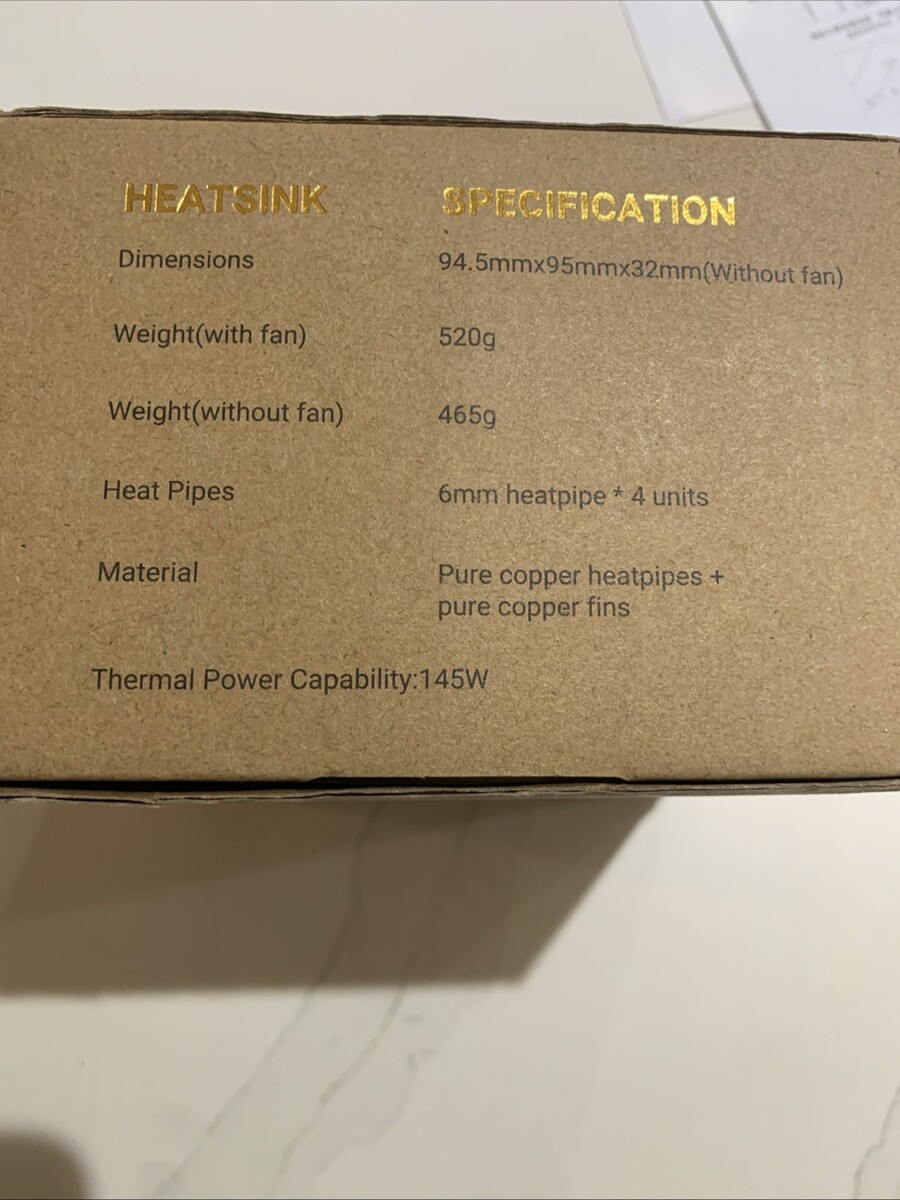 HEATSINK SPECIFICATION
Dimensions 94.5mmx95mmx32mm(Without fan)
Weight(with fan) 520g
Weight(without fan) 465g
Heat Pipes 6mm heatpipe * 4 units
Material Pure copper heatpipes +
pure copper fins
Thermal Power Capability:145W